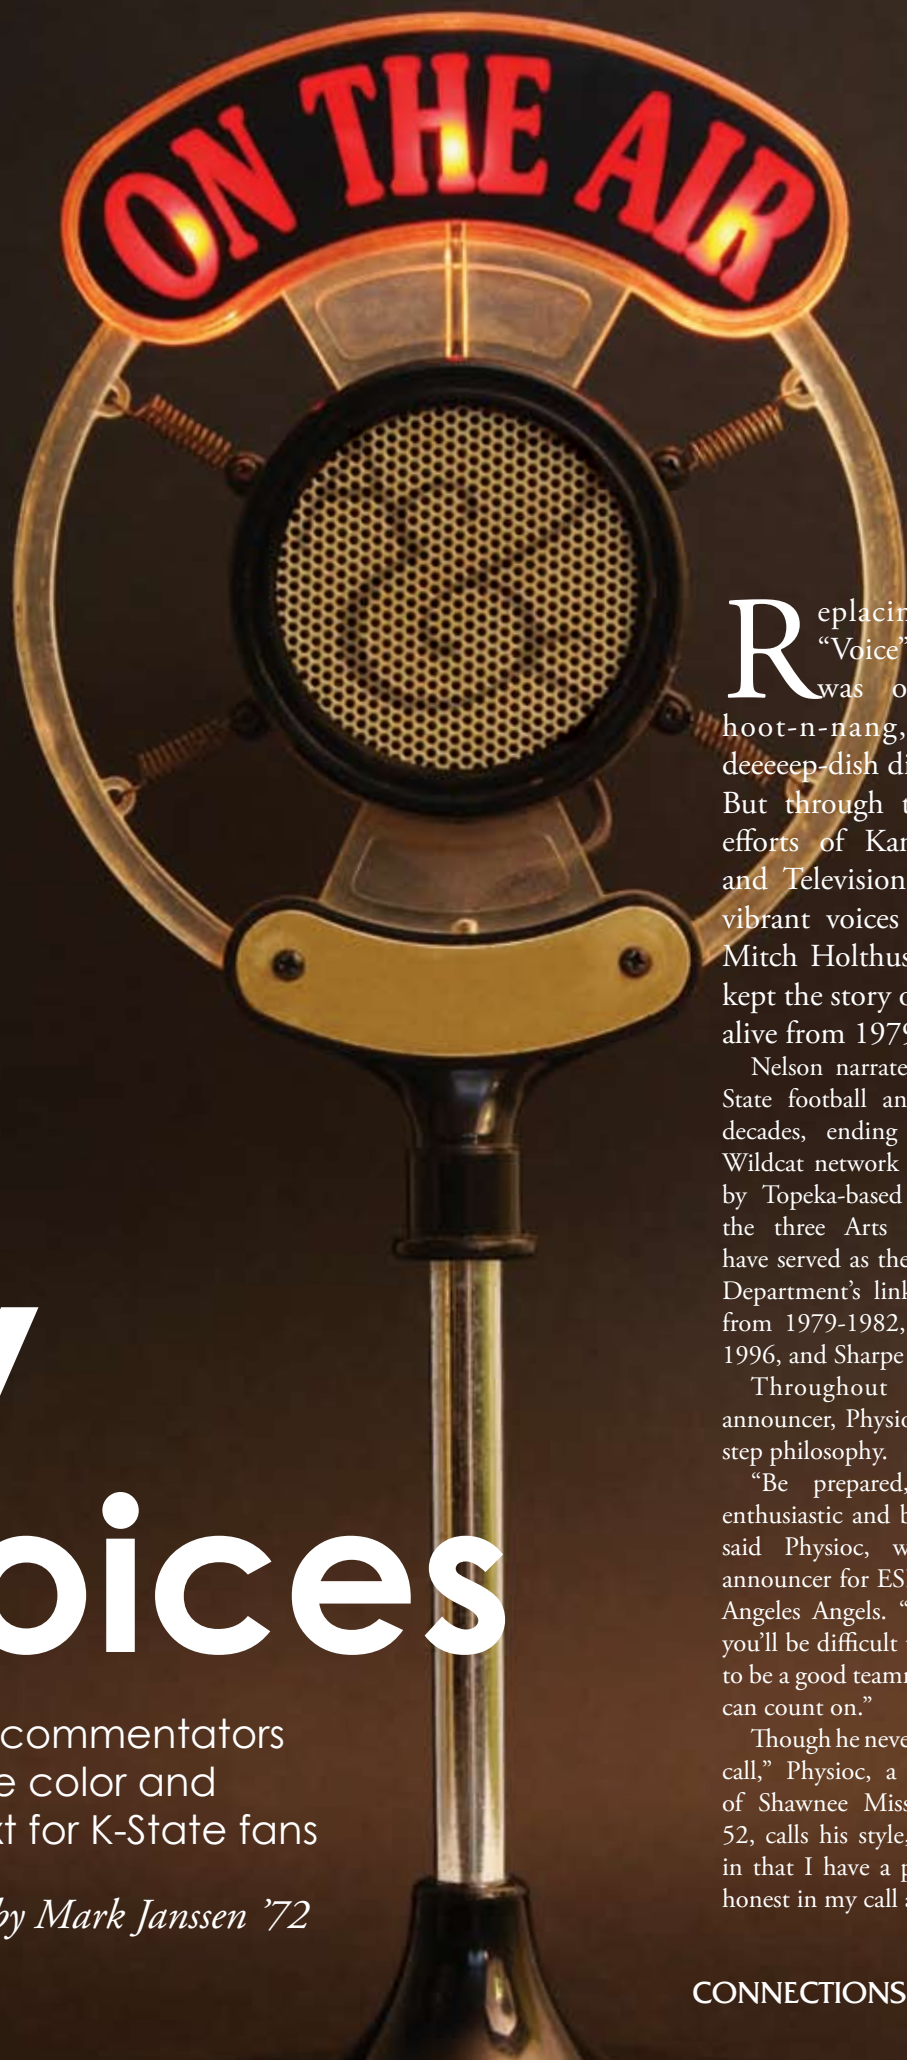 ON THE AIR
y
oices
commentators
e color and
xt for K-State fans
by Mark Janssen ’72
Replacin
“Voice”
was o
hoot-n-nang,
deeeeep-dish di
But through t
efforts of Kan
and Television
vibrant voices
Mitch Holthus
kept the story o
alive from 1979
Nelson narrate
State football an
decades, ending
Wildcat network
by Topeka-based
the three Arts
have served as the
Department’s link
from 1979-1982,
1996, and Sharpe
Throughout
announcer, Physio
step philosophy.
“Be prepared,
enthusiastic and b
said Physioc, w
announcer for ES
Angeles Angels. “
you’ll be difficult
to be a good team
can count on.”
Though he neve
call,” Physioc, a
of Shawnee Miss
52, calls his style,
in that I have a p
honest in my call a
CONNECTIONS